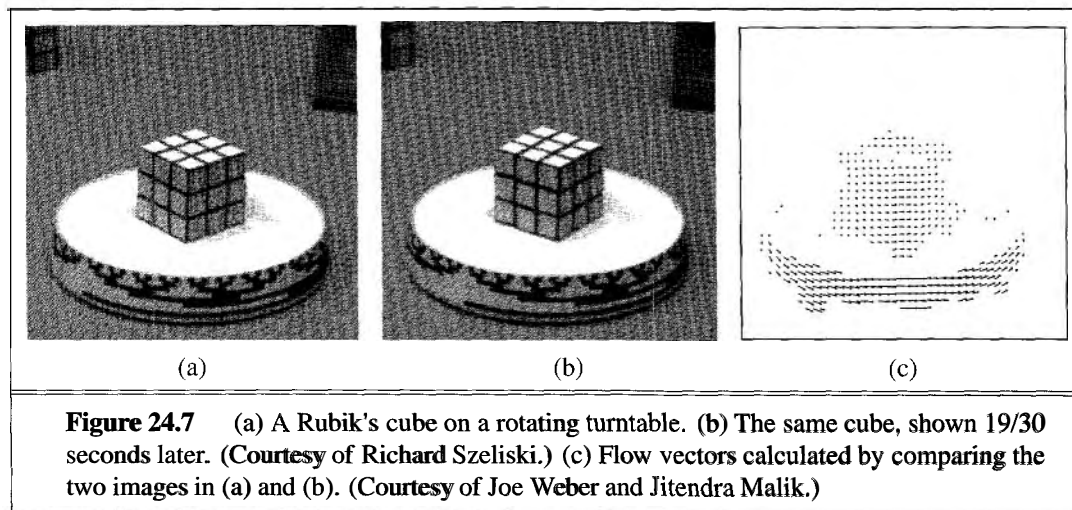 (a)
(b)
(c)
Figure 24.7 (a) A Rubik's cube on a rotating turntable. (b) The same cube, shown 19/30
seconds later. (Courtesy of Richard Szeliski.) (c) Flow vectors calculated by comparing the
two images in (a) and (b). (Courtesy of Joe Weber and Jitendra Malik.)